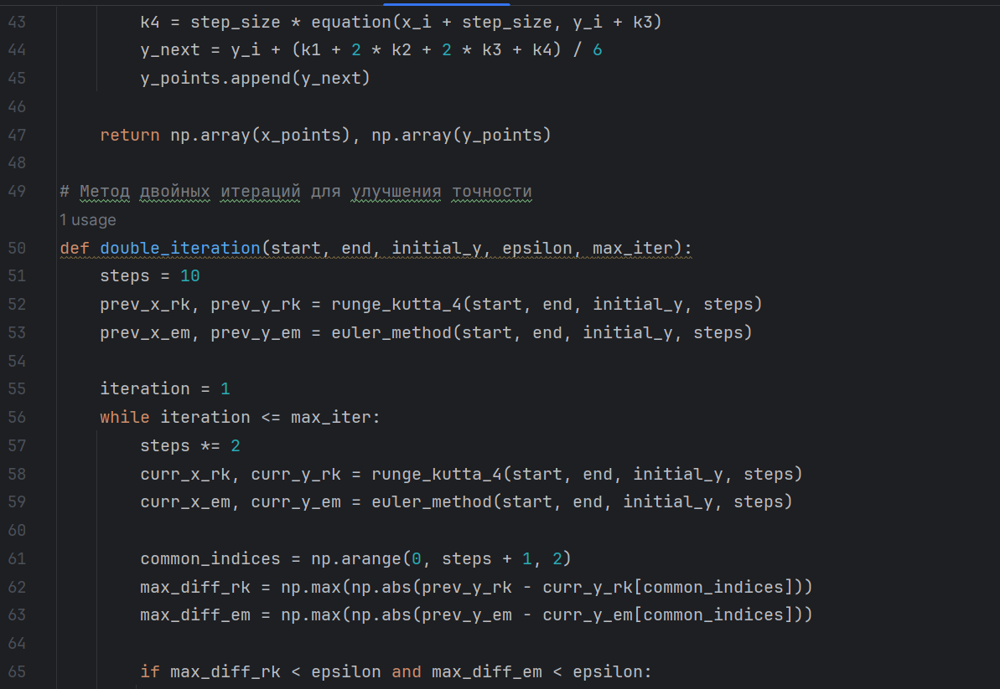 43 k4 = step_size * equation(x_i + step_size, y_i + k3)
44 y_next = y_i + (k1 + 2 * k2 + 2 * k3 + k4) / 6
45 y_points.append(y_next)
46
47 return np.array(x_points), np.array(y_points)
48
49 # Метод двойных итераций для улучшения точности
1 usage
50 def double_iteration(start, end, initial_y, epsilon, max_iter):
51 steps = 10
52 prev_x_rk, prev_y_rk = runge_kutta_4(start, end, initial_y, steps)
53 prev_x_em, prev_y_em = euler_method(start, end, initial_y, steps)
54
55 iteration = 1
56 while iteration <= max_iter:
57 steps *= 2
58 curr_x_rk, curr_y_rk = runge_kutta_4(start, end, initial_y, steps)
59 curr_x_em, curr_y_em = euler_method(start, end, initial_y, steps)
60
61 common_indices = np.arange(0, steps + 1, 2)
62 max_diff_rk = np.max(np.abs(prev_y_rk - curr_y_rk[common_indices]))
63 max_diff_em = np.max(np.abs(prev_y_em - curr_y_em[common_indices]))
64
65 if max_diff_rk < epsilon and max_diff_em < epsilon: